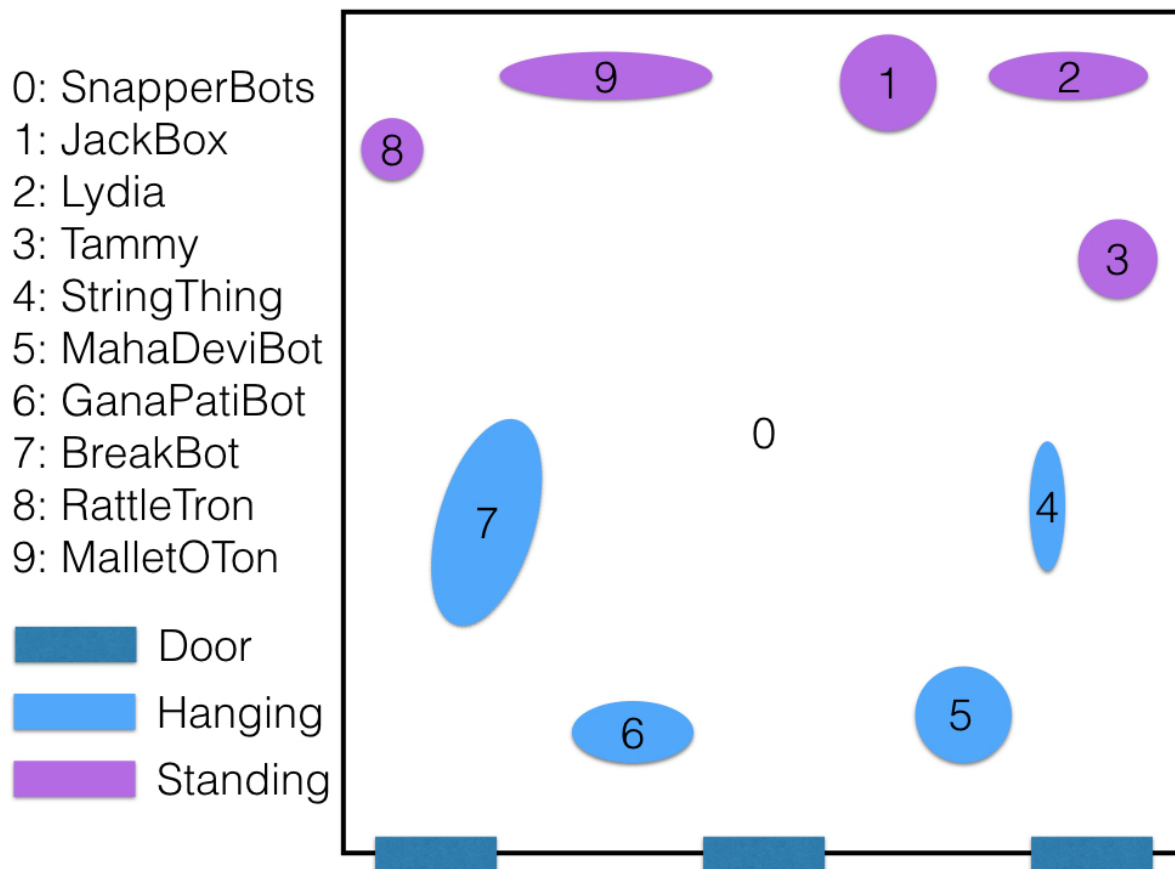 0: SnapperBots
1: JackBox
2: Lydia
3: Tammy
4: StringThing
5: MahaDeviBot
6: GanaPatiBot
7: BreakBot
8: RattleTron
9: MalletOTon
Door
Hanging
Standing
9
1
2
8
3
0
7
4
6
5